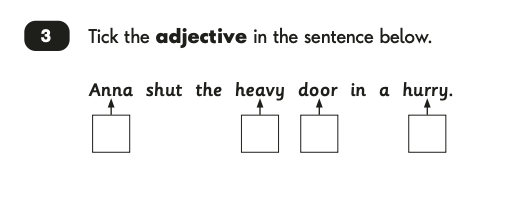 3 Tick the adjective in the sentence below.
Anna shut the heavy door in a hurry.